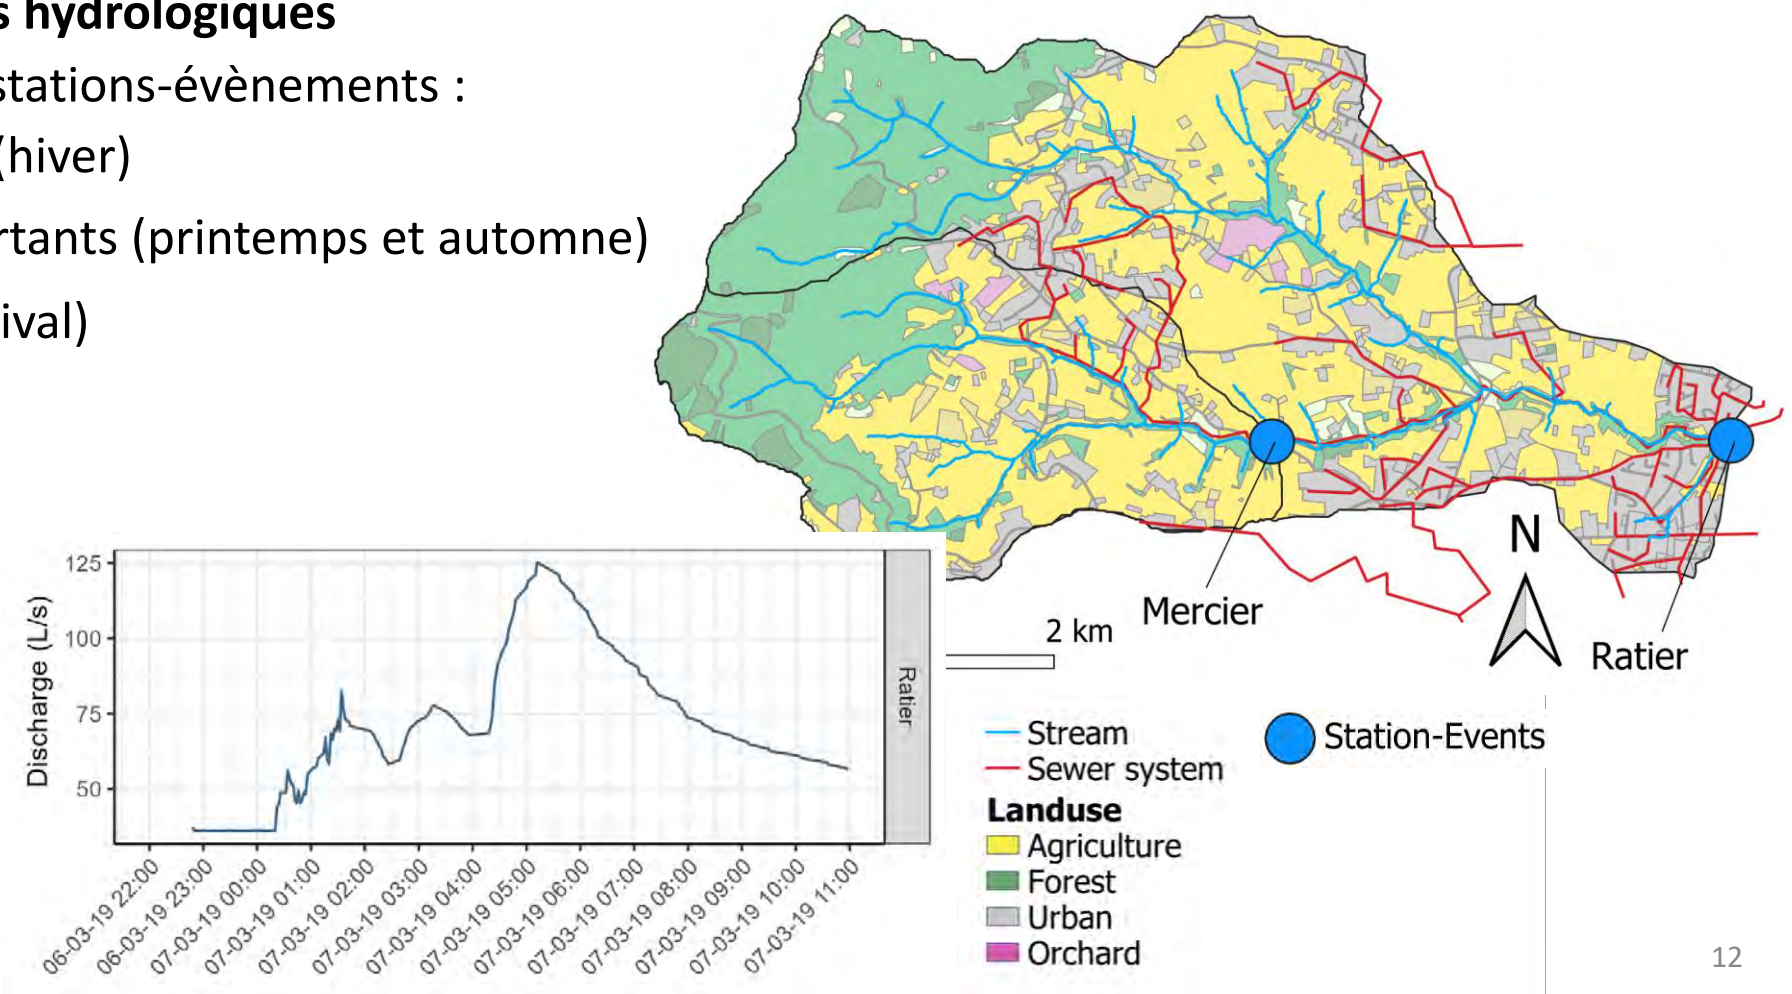 s hydrologiques
stations-évènements :
(hiver)
rtants (printemps et automne)
ival)
Mercier
2 km
N
Ratier
Stream
Sewer system
Landuse
Agriculture
Forest
Urban
Orchard
Station-Events
Discharge (L/s)
125
100
75
50
Ratier
06-03-19 22:00
06-03-19 23:00
07-03-19 00:00
07-03-19 01:00
07-03-19 02:00
07-03-19 03:00
07-03-19 04:00
07-03-19 05:00
07-03-19 06:00
07-03-19 07:00
07-03-19 08:00
07-03-19 09:00
07-03-19 10:00
07-03-19 11:00
12